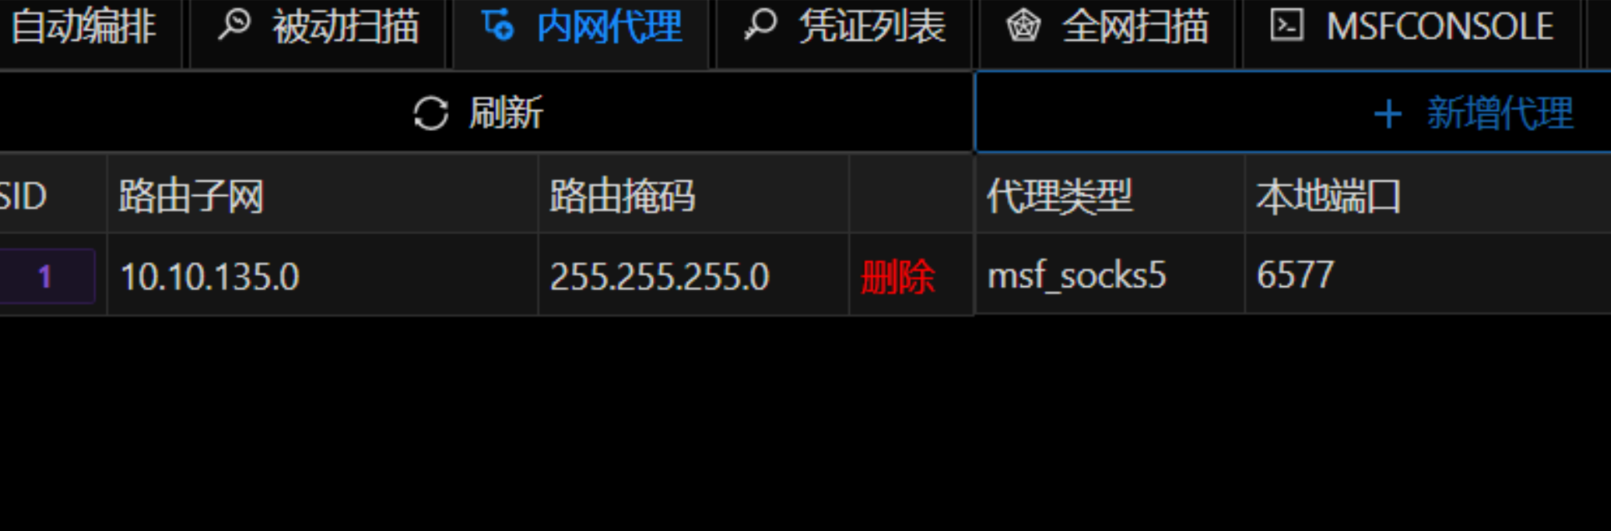 自动编排 被动扫描 内网代理 凭证列表 全网扫描 MSFCONSOLE
刷新 + 新增代理
SID 路由子网 路由掩码 代理类型 本地端口
1 10.10.135.0 255.255.255.0 删除 msf_socks5 6577